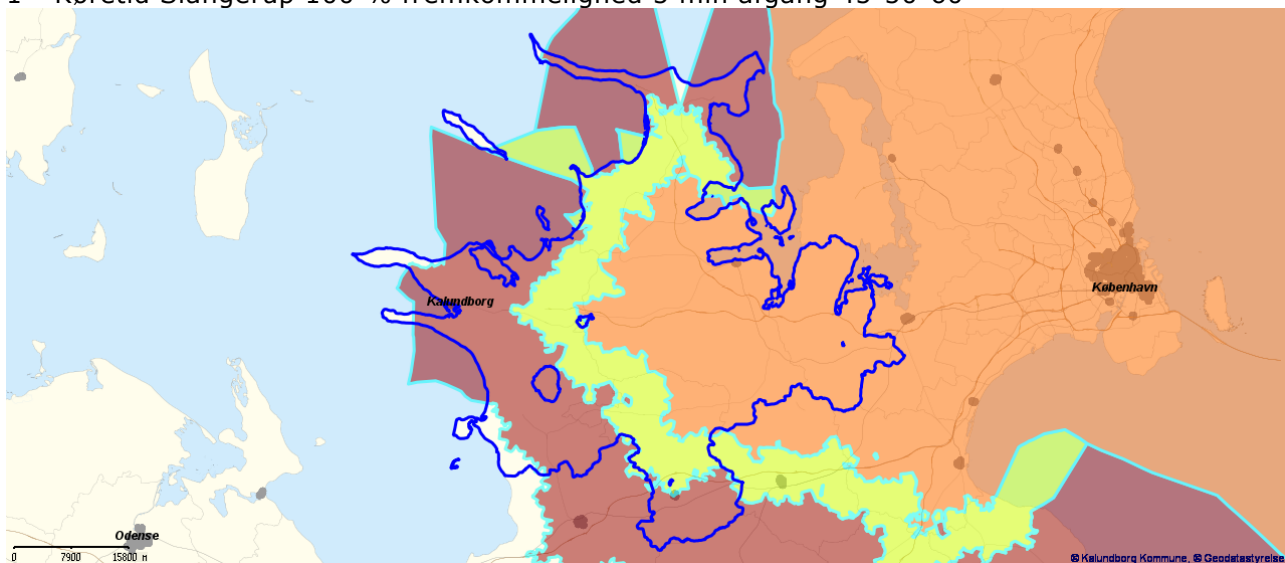 1 Køretid Slangerup 100 % fremkommelighed 5 min afgang 45-50-60
Kalundborg
København
Odense
0 7900 15800 m
© Kalundborg Kommune, © Geodatastyrelse